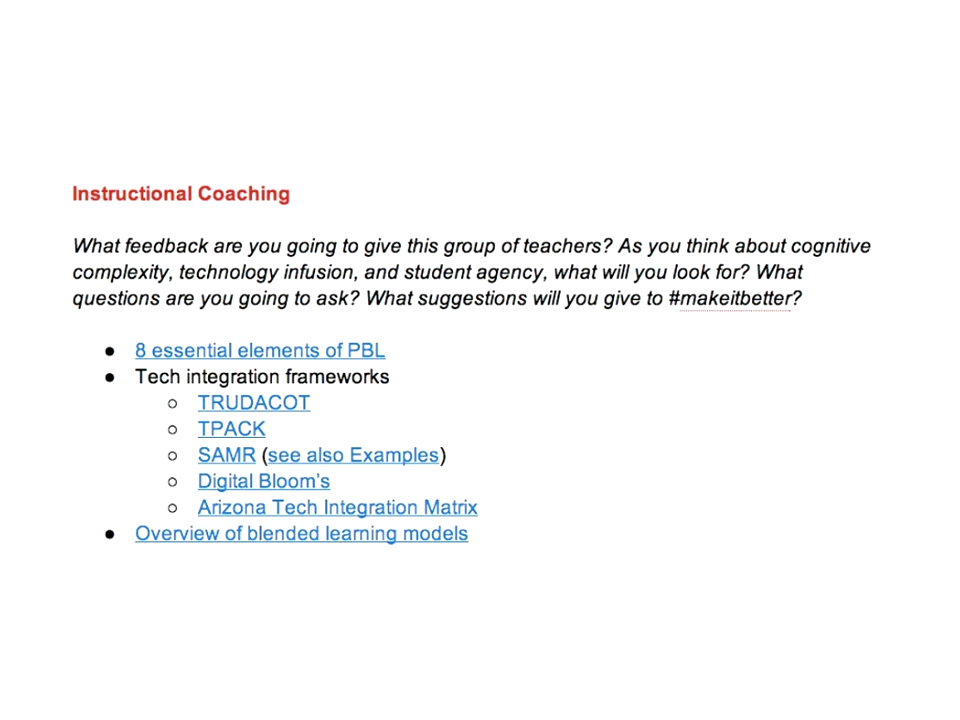 Instructional Coaching
What feedback are you going to give this group of teachers? As you think about cognitive
complexity, technology infusion, and student agency, what will you look for? What
questions are you going to ask? What suggestions will you give to #makeitbetter?
● 8 essential elements of PBL
● Tech integration frameworks
○ TRUDACOT
○ TPACK
○ SAMR (see also Examples)
○ Digital Bloom's
○ Arizona Tech Integration Matrix
● Overview of blended learning models